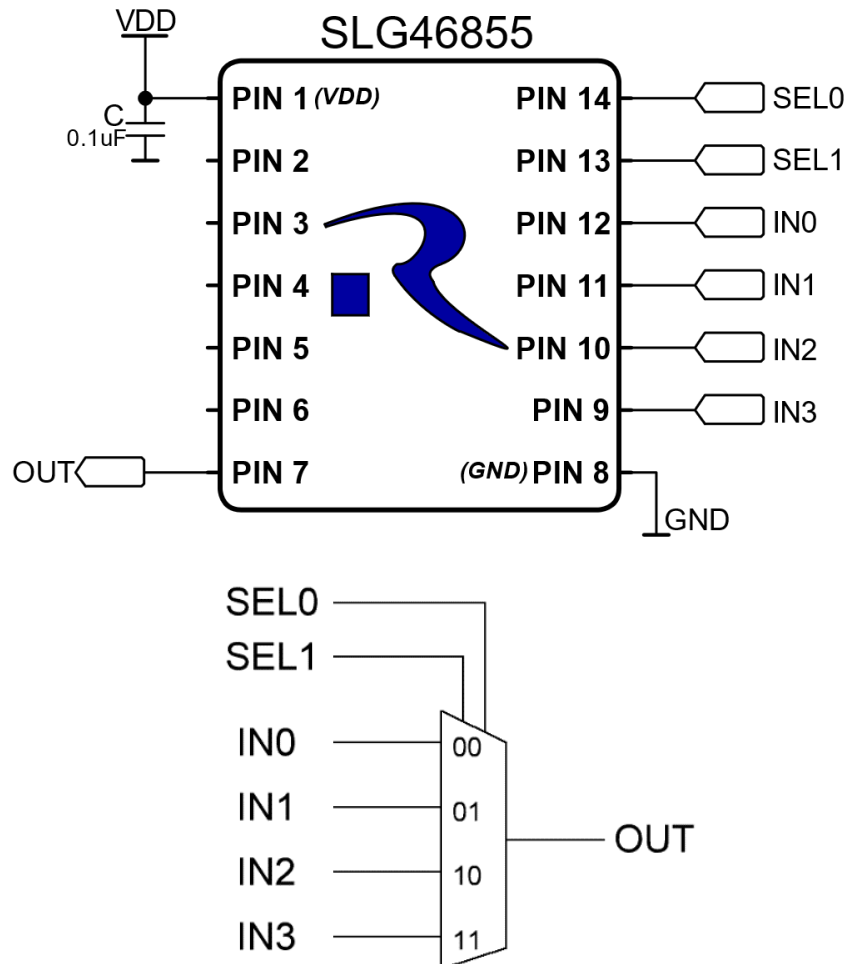 VDD
SLG46855
PIN 1 (VDD)
PIN 14
SEL0
C
0.1uF
PIN 2
PIN 13
SEL1
PIN 3
PIN 12
IN0
PIN 4
PIN 11
IN1
PIN 5
PIN 10
IN2
PIN 6
PIN 9
IN3
OUT
PIN 7
(GND) PIN 8
GND
SEL0
SEL1
IN0
00
IN1
01
OUT
IN2
10
IN3
11